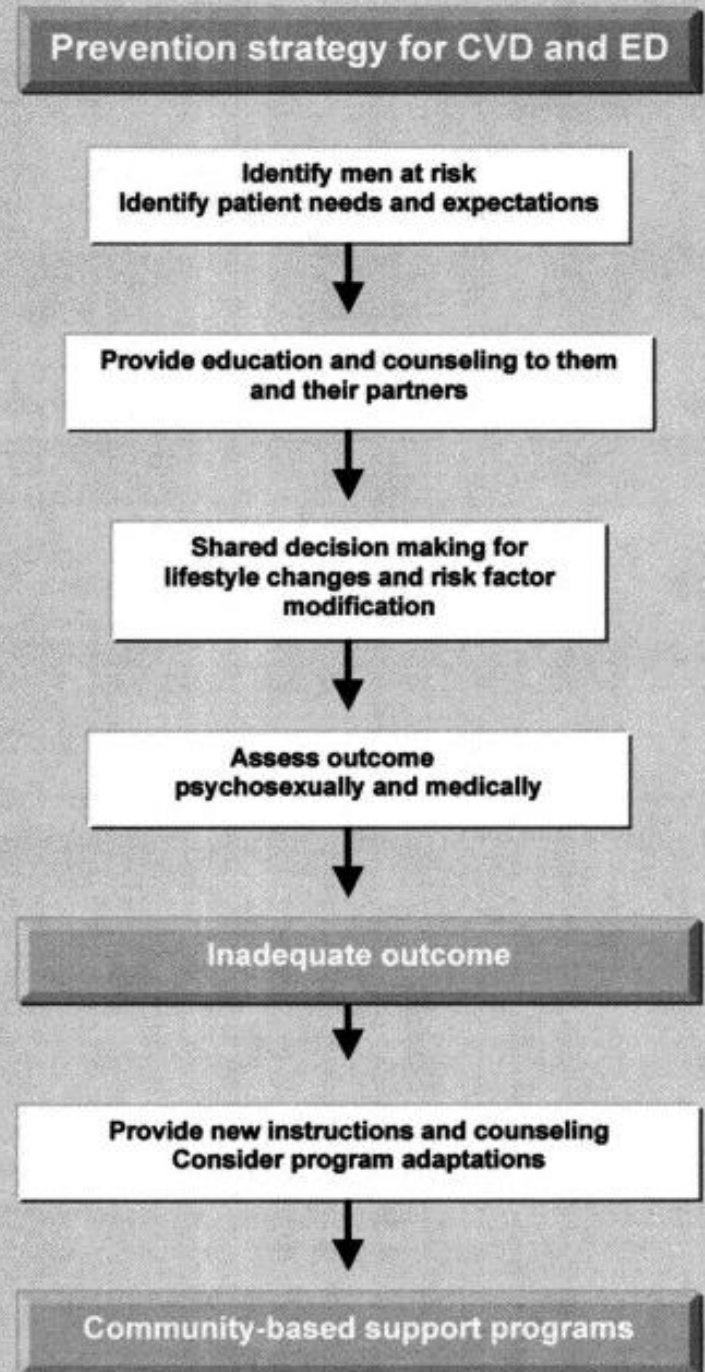 Prevention strategy for CVD and ED
Identify men at risk
Identify patient needs and expectations
Provide education and counseling to them
and their partners
Shared decision making for
lifestyle changes and risk factor
modification
Assess outcome
psychosexually and medically
Inadequate outcome
Provide new instructions and counseling
Consider program adaptations
Community-based support programs